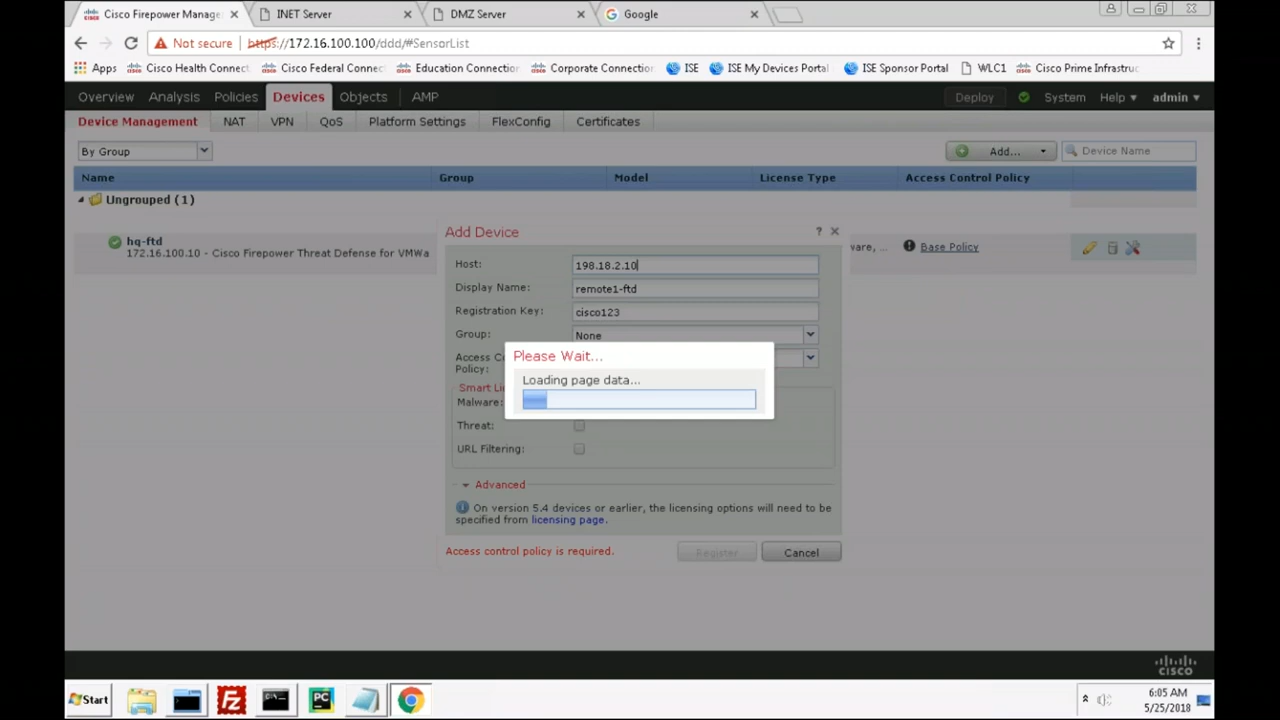 Cisco Firepower Manage
INET Server
DMZ Server
Google
Not secure
https://172.16.100.100/ddd/#SensorList
Apps
Cisco Health Connect
Cisco Federal Connec
Education Connection
Corporate Connection
ISE
ISE My Devices Portal
ISE Sponsor Portal
WLC1
Cisco Prime Infrastruc
Overview Analysis Policies Devices Objects AMP
Deploy System Help admin
Device Management NAT VPN QoS Platform Settings FlexConfig Certificates
By Group
Add...
Device Name
Name Group Model License Type Access Control Policy
Ungrouped (1)
hq-ftd
172.16.100.10 - Cisco Firepower Threat Defense for VMWa
ware, ...
Base Policy
Add Device
?
Host: 198.18.2.10
Display Name: remote1-ftd
Registration Key: cisco123
Group: None
Access C
Policy:
Please Wait...
Loading page data...
Smart Li
Malware:
Threat:
URL Filtering:
Advanced
On version 5.4 devices or earlier, the licensing options will need to be
specified from licensing page.
Access control policy is required.
Register
Cancel
CISCO
Start
PC
6:05 AM
5/25/2018